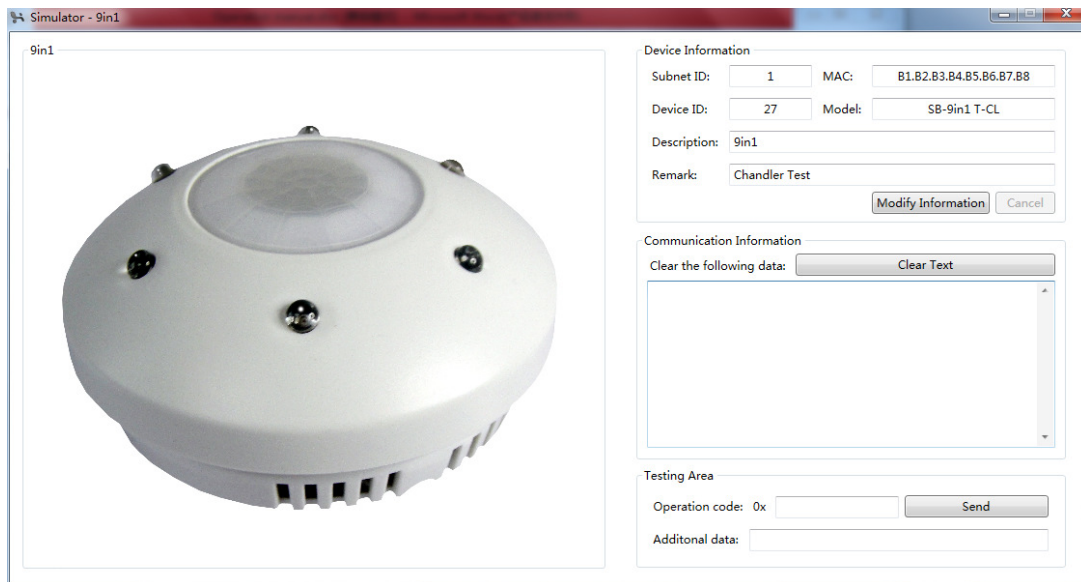 Simulator - 9in1
9in1
Device Information
Subnet ID: 1 MAC: B1.B2.B3.B4.B5.B6.B7.B8
Device ID: 27 Model: SB-9in1 T-CL
Description: 9in1
Remark: Chandler Test
Modify Information Cancel
Communication Information
Clear the following data: Clear Text
Testing Area
Operation code: 0x Send
Additonal data: